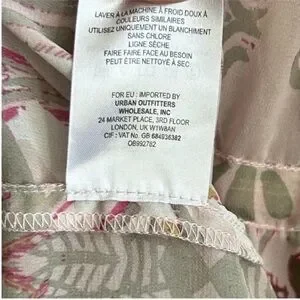 LAVER À LA MACHINE À FROID DOUX À
COULEURS SIMILAIRES
UTILISEZ UNIQUEMENT UN BLANCHIMENT
SANS CHLORE
LIGNE SÈCHE
FAIRE FAIRE FACE AU BESOIN
PEUT ÊTRE NETTOYÉ À SEC
FOR EU : IMPORTED BY
URBAN OUTFITTERS
WHOLESALE, INC
24 MARKET PLACE, 3RD FLOOR
LONDON, UK W1W8AN
CIF : VAT No. GB 684936382
OB992782